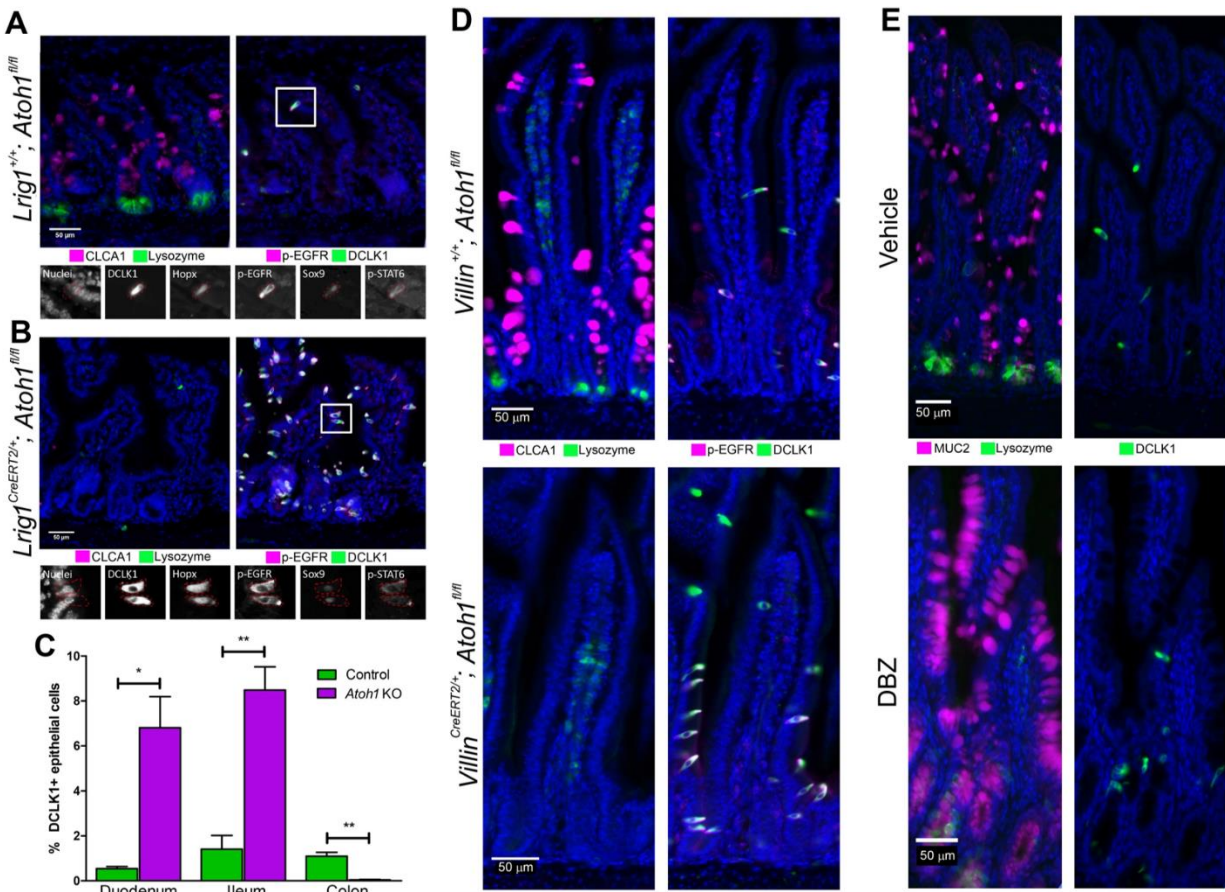 A
Lrig1+/+; Atoh1fl/fl
50 µm
CLCA1 Lysozyme
p-EGFR DCLK1
Nuclei DCLK1 Hopx p-EGFR Sox9 p-STAT6
B
Lrig1CreERT2/+; Atoh1fl/fl
50 µm
CLCA1 Lysozyme
p-EGFR DCLK1
Nuclei DCLK1 Hopx p-EGFR Sox9 p-STAT6
C
% DCLK1+ epithelial cells
10
8
6
4
2
0
*
**
**
Control
Atoh1 KO
Duodenum Ileum Colon
D
Villin+/+; Atoh1fl/fl
50 µm
CLCA1 Lysozyme
p-EGFR DCLK1
VillinCreERT2/+; Atoh1fl/fl
50 µm
E
Vehicle
50 µm
MUC2 Lysozyme
DCLK1
DBZ
50 µm